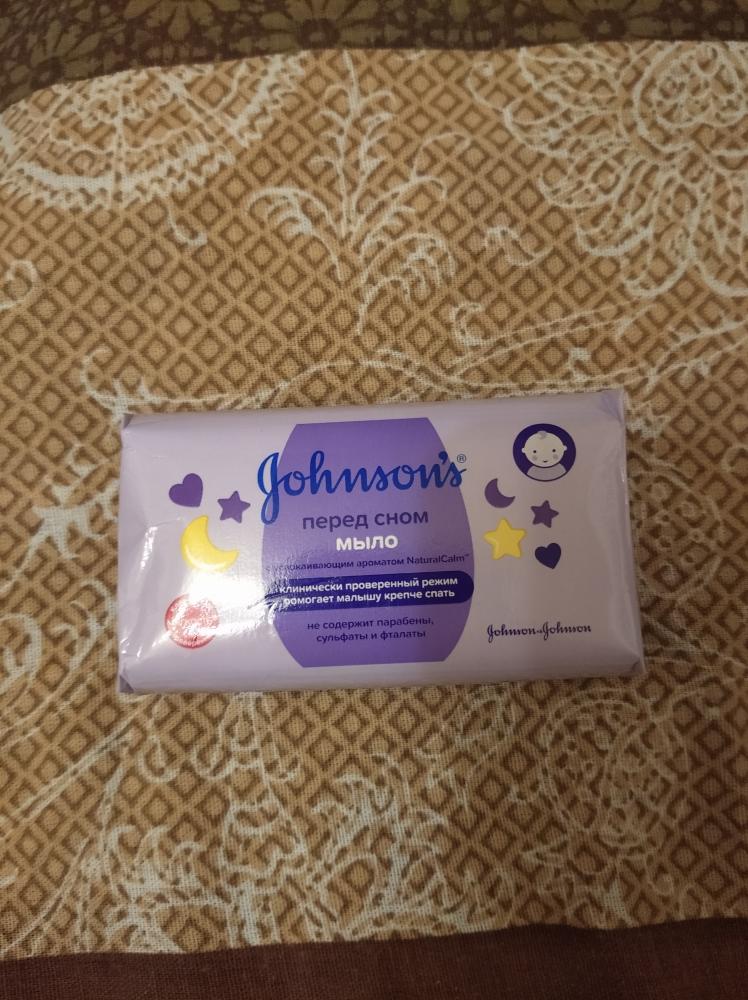 Johnson's®
перед сном
мыло
успокаивающим ароматом NaturalCalm™
клинически проверенный режим
помогает малышу крепче спать
не содержит парабены,
сульфаты и фталаты
Johnson & Johnson